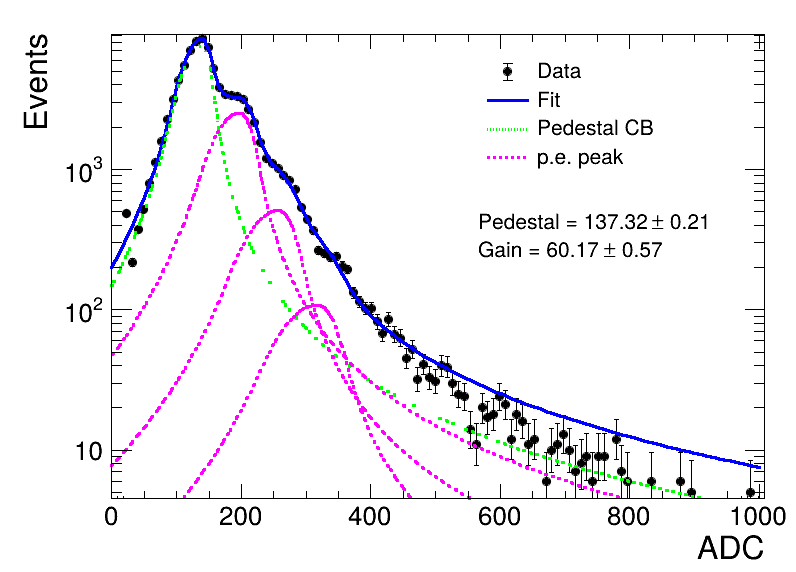 Events
Data
Fit
Pedestal CB
p.e. peak
Pedestal = 137.32 ± 0.21
Gain = 60.17 ± 0.57
10³
10²
10
0 200 400 600 800 1000
ADC